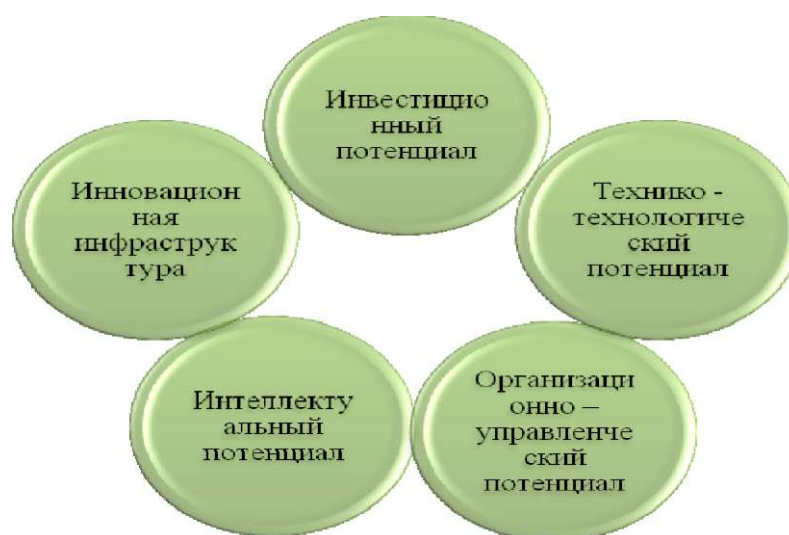 Инвестицио
нный
потенциал
Технико -
технологиче
ский
потенциал
Организаци
онно –
управленче
ский
потенциал
Интеллекту
альный
потенциал
Инновацион
ная
инфраструк
тура